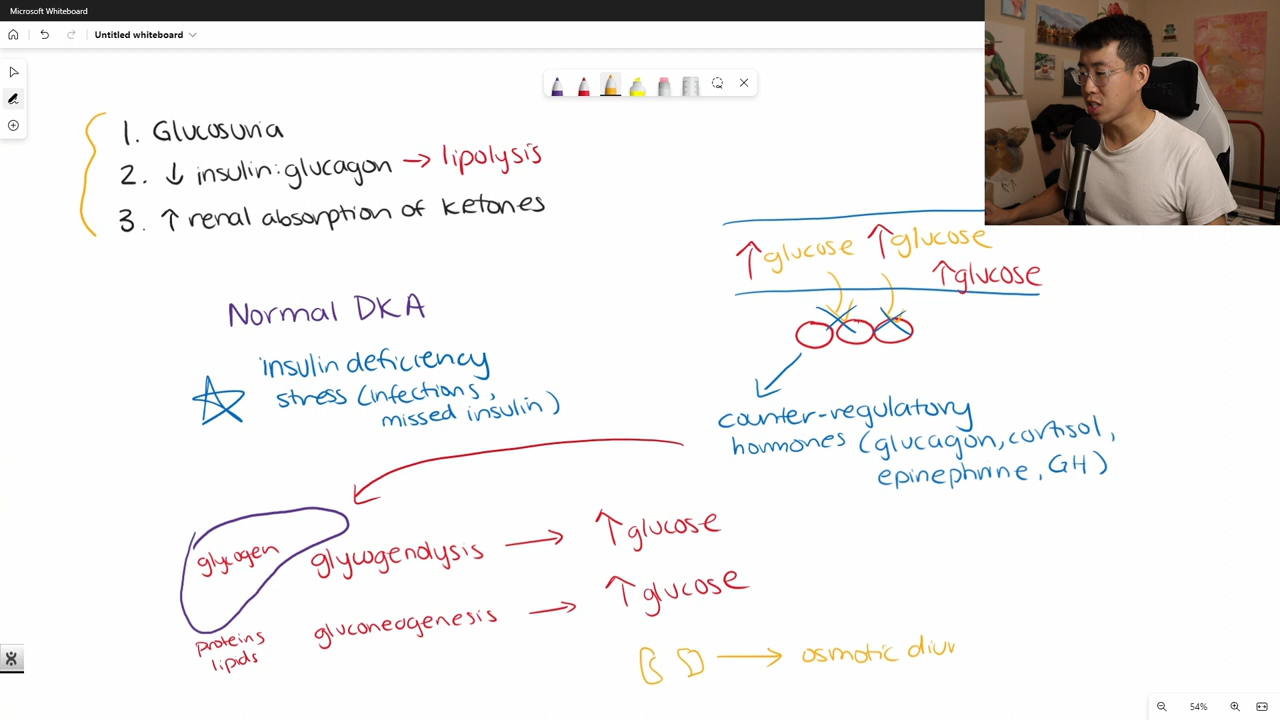 Microsoft Whiteboard
Untitled whiteboard
1. Glucosuria
2. ↓ insulin:glucagon → lipolysis
3. ↑ renal absorption of ketones
↑glucose ↑glucose
↑glucose
Normal DKA
insulin deficiency
stress (infections,
missed insulin)
counter-regulatory
hormones (glucagon, cortisol,
epinephrine, GH)
glycogen glycogenolysis → ↑glucose
gluconeogenesis → ↑glucose
proteins
lipids
→ osmotic diur
54%